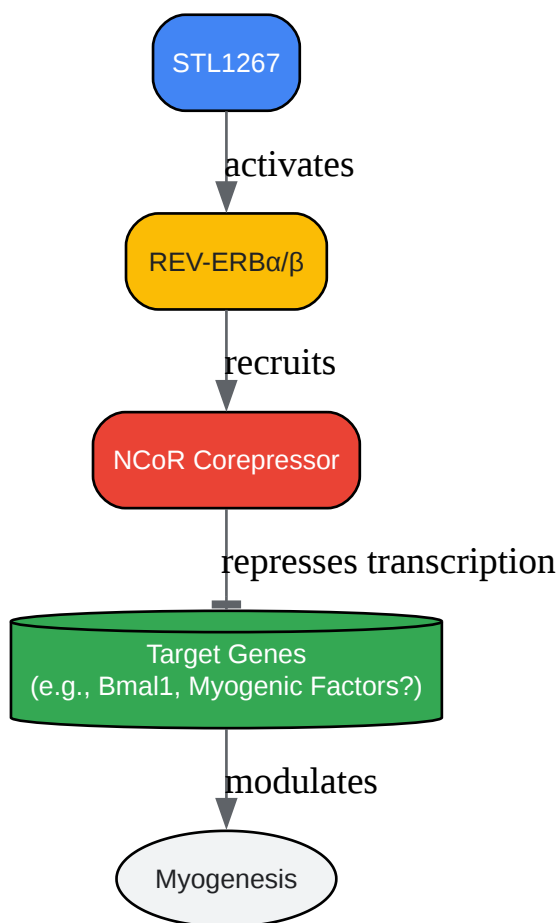 STL1267
activates
REV-ERBα/β
recruits
NCoR Corepressor
represses transcription
Target Genes
(e.g., Bmal1, Myogenic Factors?)
modulates
Myogenesis